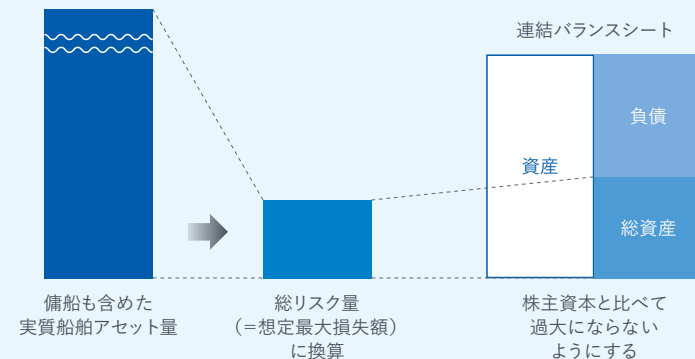 連結バランスシート
負債
資産
総資産
傭船も含めた
実質船舶アセット量
総リスク量
（＝想定最大損失額）
に換算
株主資本と比べて
過大にならない
ようにする